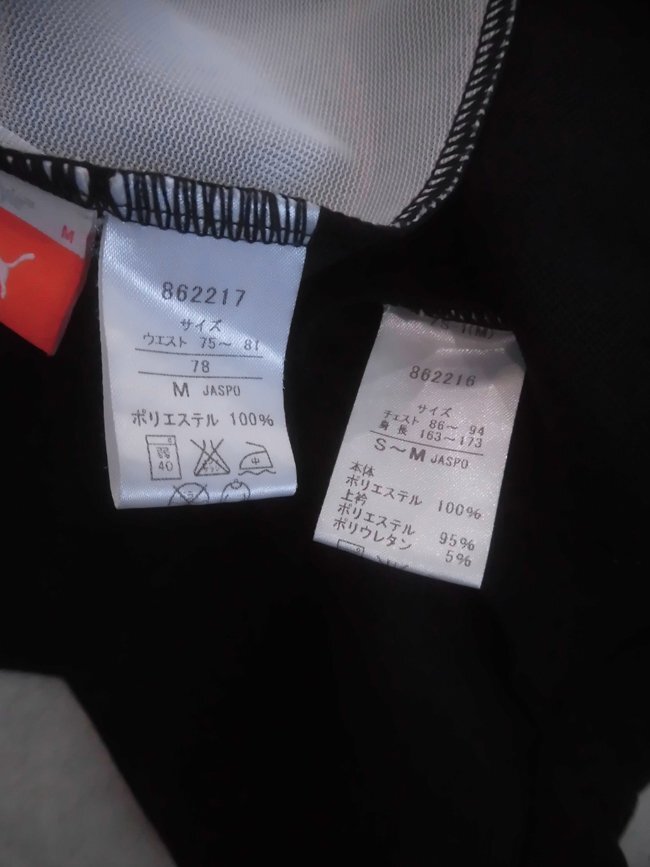 M
862217
サイズ
ウエスト 75～ 81
78
M JASPO
ポリエステル 100%
40
中
862216
サイズ
チェスト 86～ 94
身長 163～173
S～M JASPO
本体
ポリエステル 100%
上衿
ポリエステル 95%
ポリウレタン 5%